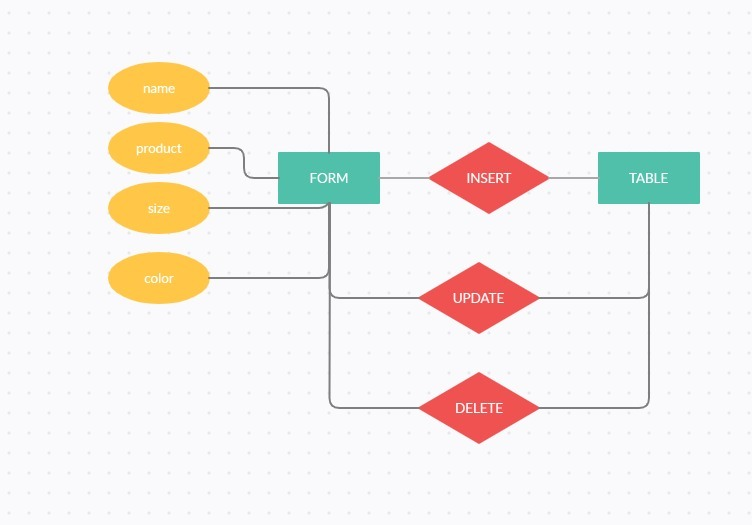 name
product
size
color
FORM
INSERT
TABLE
UPDATE
DELETE